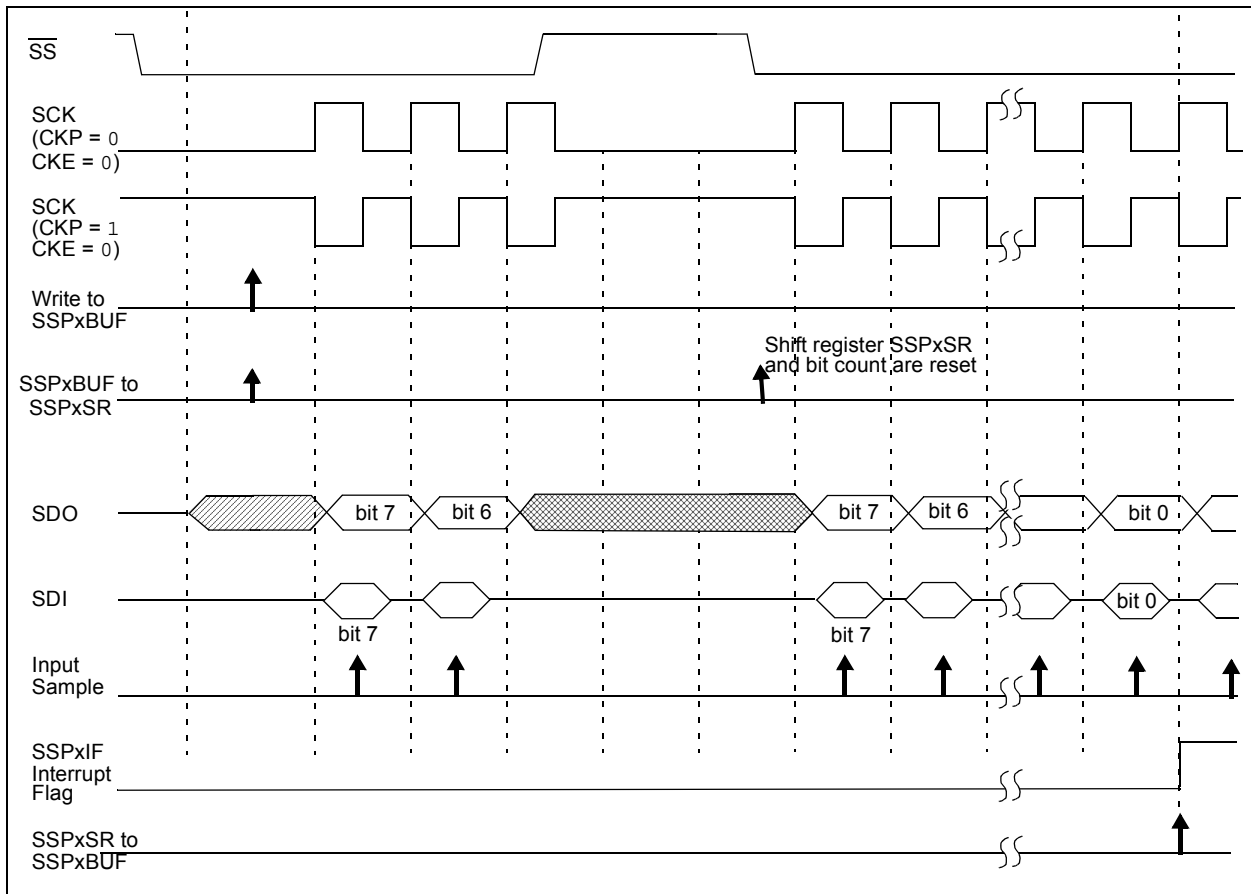 SS
SCK
(CKP = 0
CKE = 0)
SCK
(CKP = 1
CKE = 0)
Write to
SSPxBUF
Shift register SSPxSR
and bit count are reset
SSPxBUF to
SSPxSR
SDO
bit 7
bit 6
bit 7
bit 6
bit 0
SDI
bit 0
bit 7
bit 7
Input
Sample
SSPxIF
Interrupt
Flag
SSPxSR to
SSPxBUF